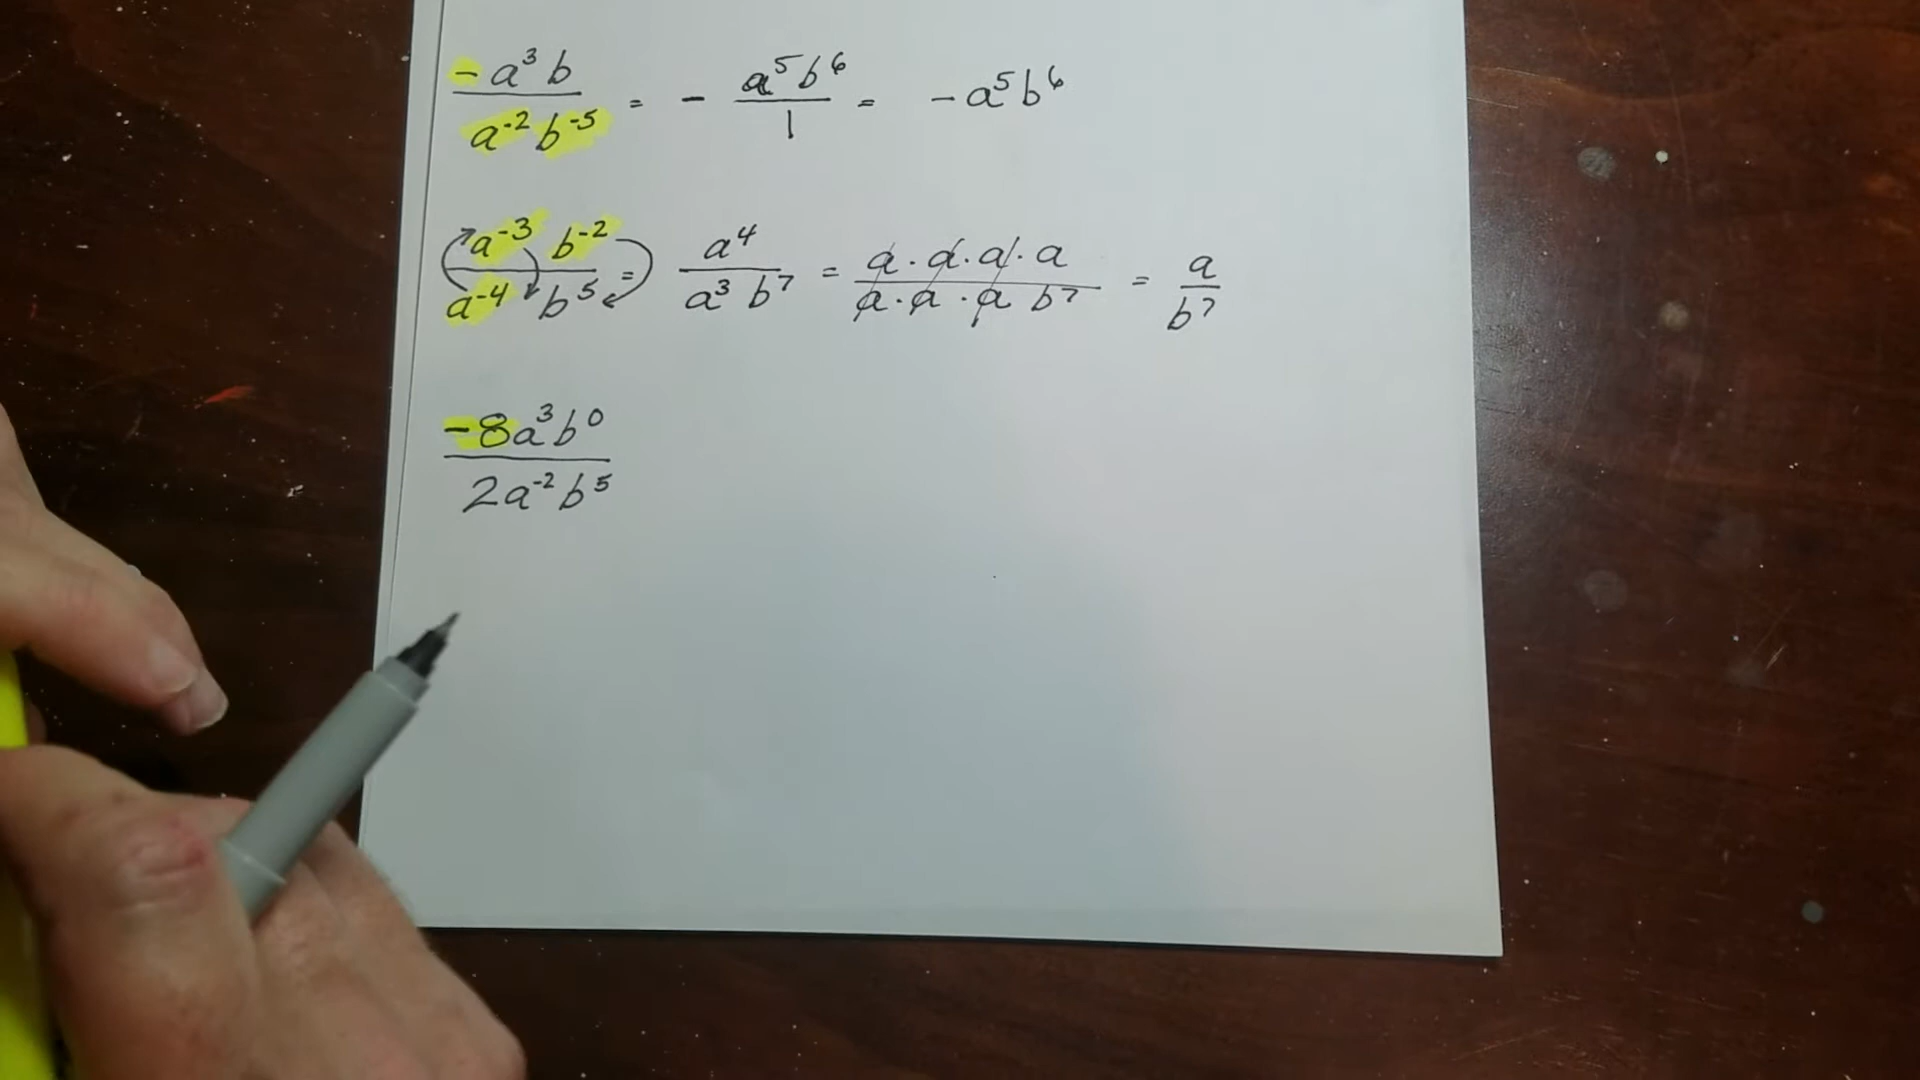 -a³b / a⁻²b⁻⁵ = - a⁵b⁶ / 1 = -a⁵b⁶
a⁻³ b⁻² / a⁻⁴ b⁵ = a⁴ / a³ b⁷ = a · a · a · a / a · a · a b⁷ = a / b⁷
-8a³b⁰ / 2a⁻²b⁵